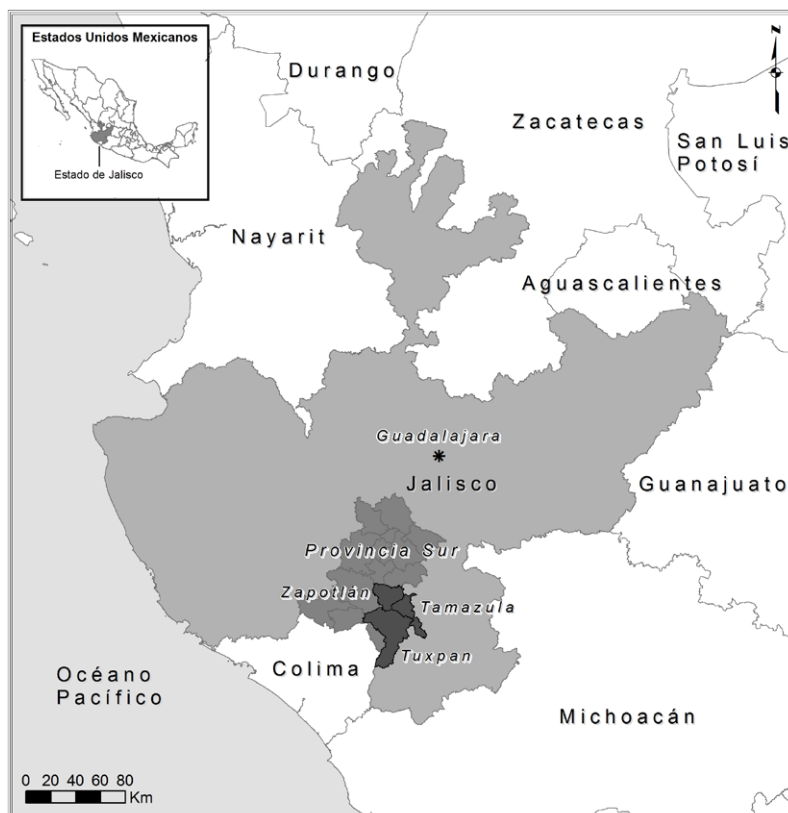 Estados Unidos Mexicanos
Estado de Jalisco
Z
Durango
Zacatecas
San Luis
Potosí
Nayarit
Aguascalientes
Guadalajara
Jalisco
Guanajuato
Provincia Sur
Zapotlán
Tamazula
Tuxpan
Colima
Océano
Pacífico
Michoacán
0 20 40 60 80
Km